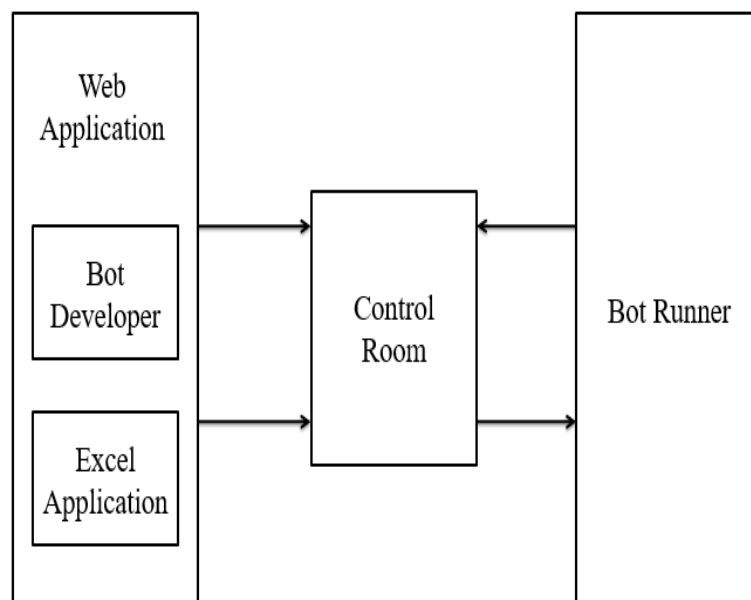 Web
Application
Bot
Developer
Excel
Application
Control
Room
Bot Runner